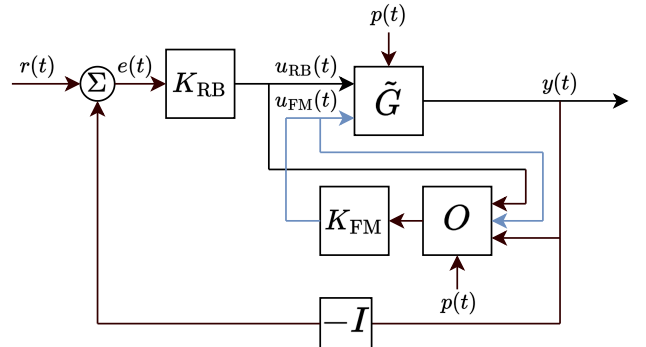 p(t)
r(t)
Σ
e(t)
K_RB
u_RB(t)
u_FM(t)
G̃
y(t)
K_FM
O
p(t)
−I